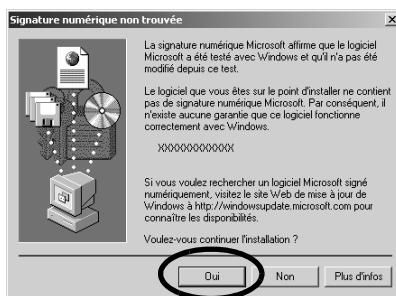 Signature numérique non trouvée
La signature numérique Microsoft affirme que le logiciel
Microsoft a été testé avec Windows et qu'il n'a pas été
modifié depuis ce test.
Le logiciel que vous êtes sur le point d'installer ne contient
pas de signature numérique Microsoft. Par conséquent, il
n'existe aucune garantie que ce logiciel fonctionne
correctement avec Windows.
XXXXXXXXXXXX
Si vous voulez rechercher un logiciel Microsoft signé
numériquement, visitez le site Web de mise à jour de
Windows à http://windowsupdate.microsoft.com pour
connaître les disponibilités.
Voulez-vous continuer l'installation ?
Oui Non Plus d'infos